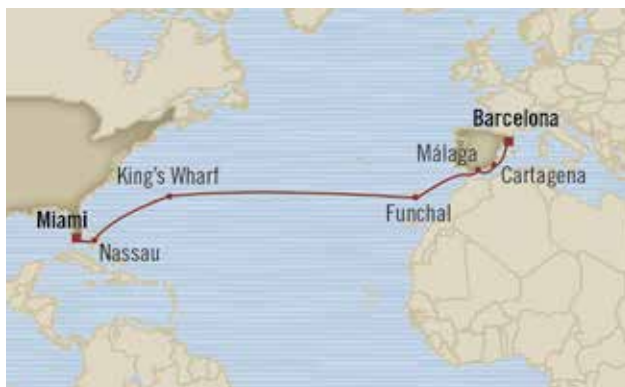 Barcelona
Málaga
Cartagena
King's Wharf
Funchal
Miami
Nassau